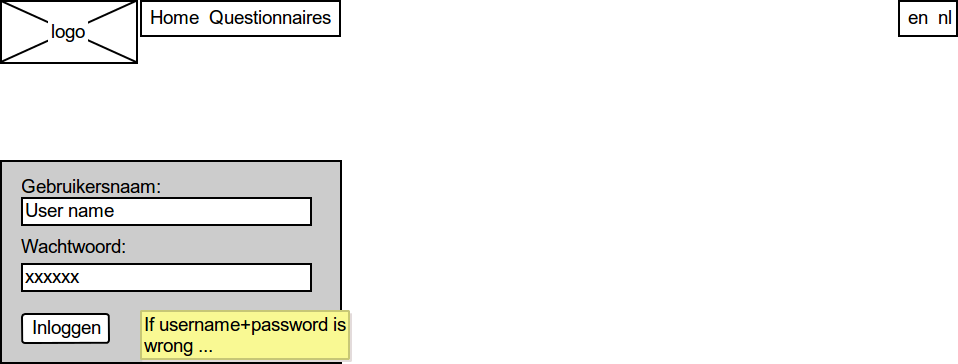 logo
Home Questionnaires
en nl
Gebruikersnaam:
User name
Wachtwoord:
xxxxxx
Inloggen
If username+password is
wrong ...